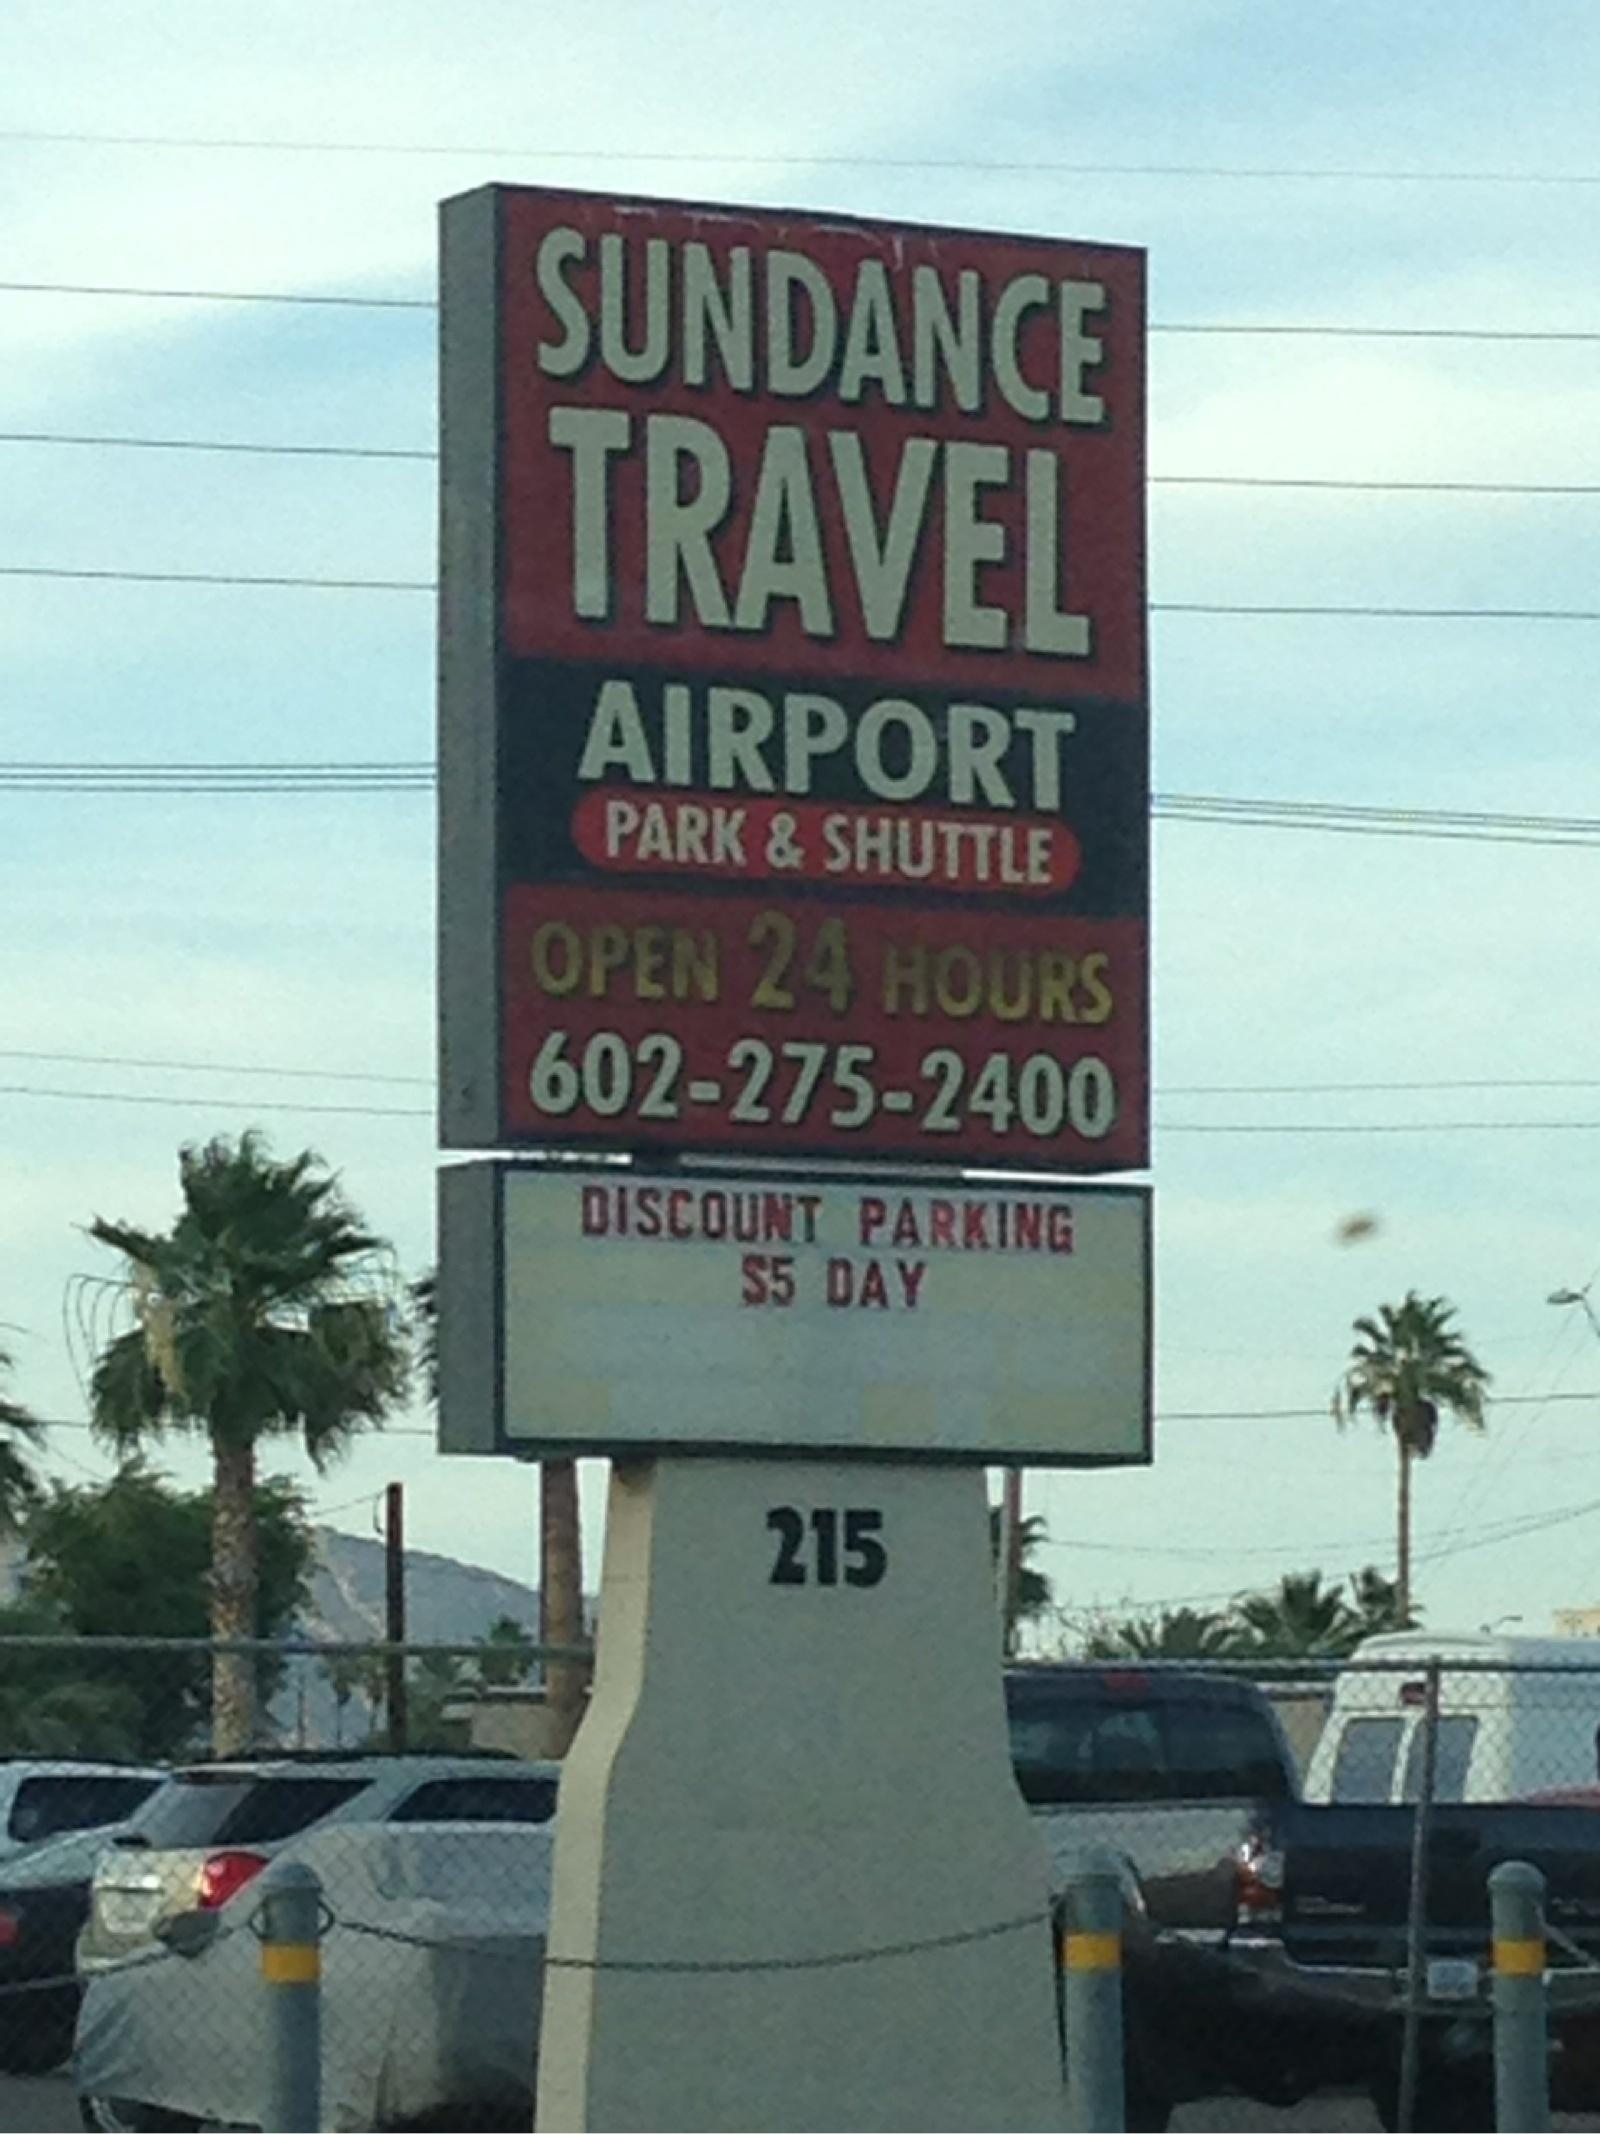 SUNDANCE
TRAVEL
AIRPORT
PARK & SHUTTLE
OPEN 24 HOURS
602-275-2400
DISCOUNT PARKING
$5 DAY
215